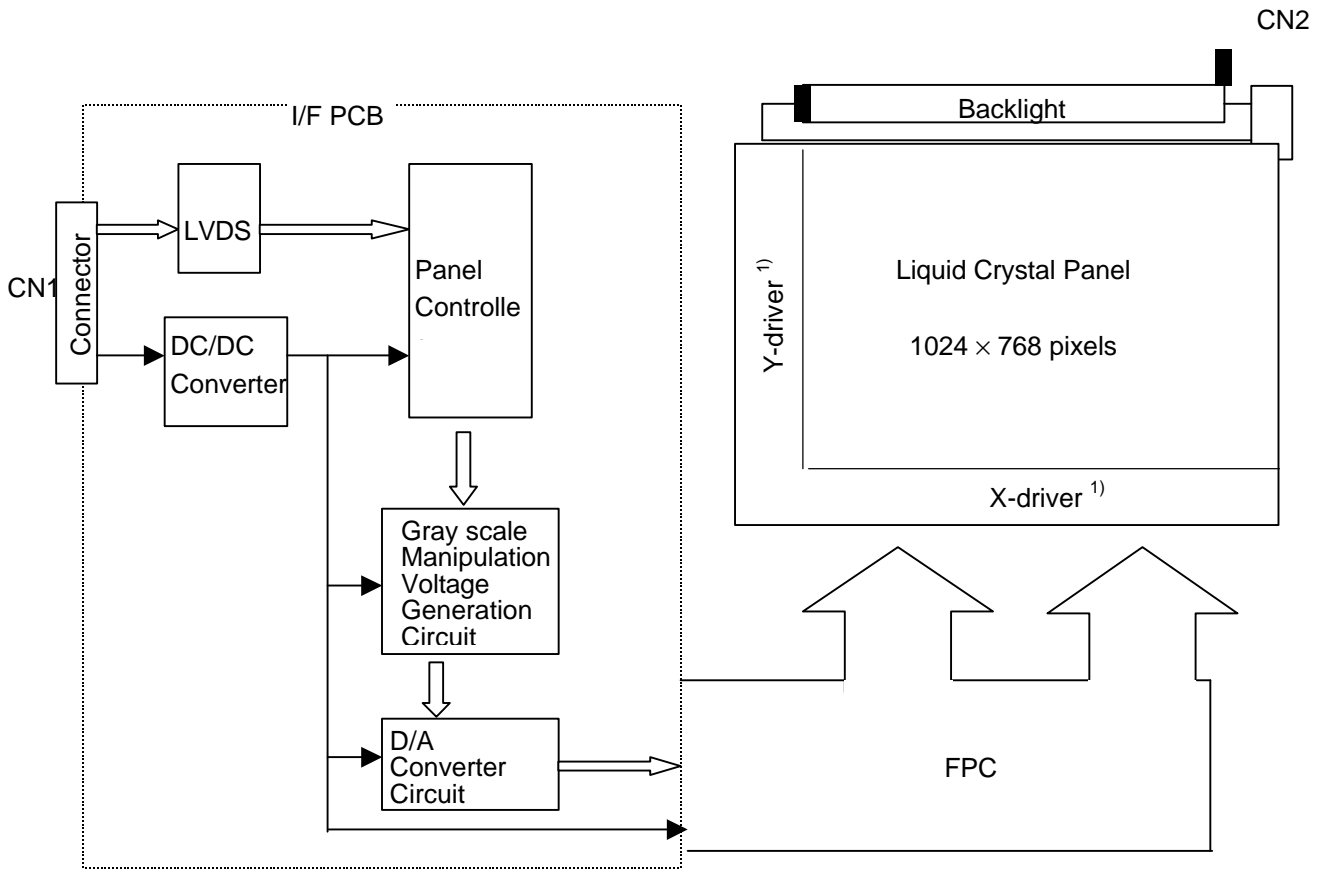 CN2
I/F PCB
Backlight
LVDS
CN1
Connector
Panel
Controlle
DC/DC
Converter
Y-driver 1)
Liquid Crystal Panel
1024 × 768 pixels
X-driver 1)
Gray scale
Manipulation
Voltage
Generation
Circuit
D/A
Converter
Circuit
FPC